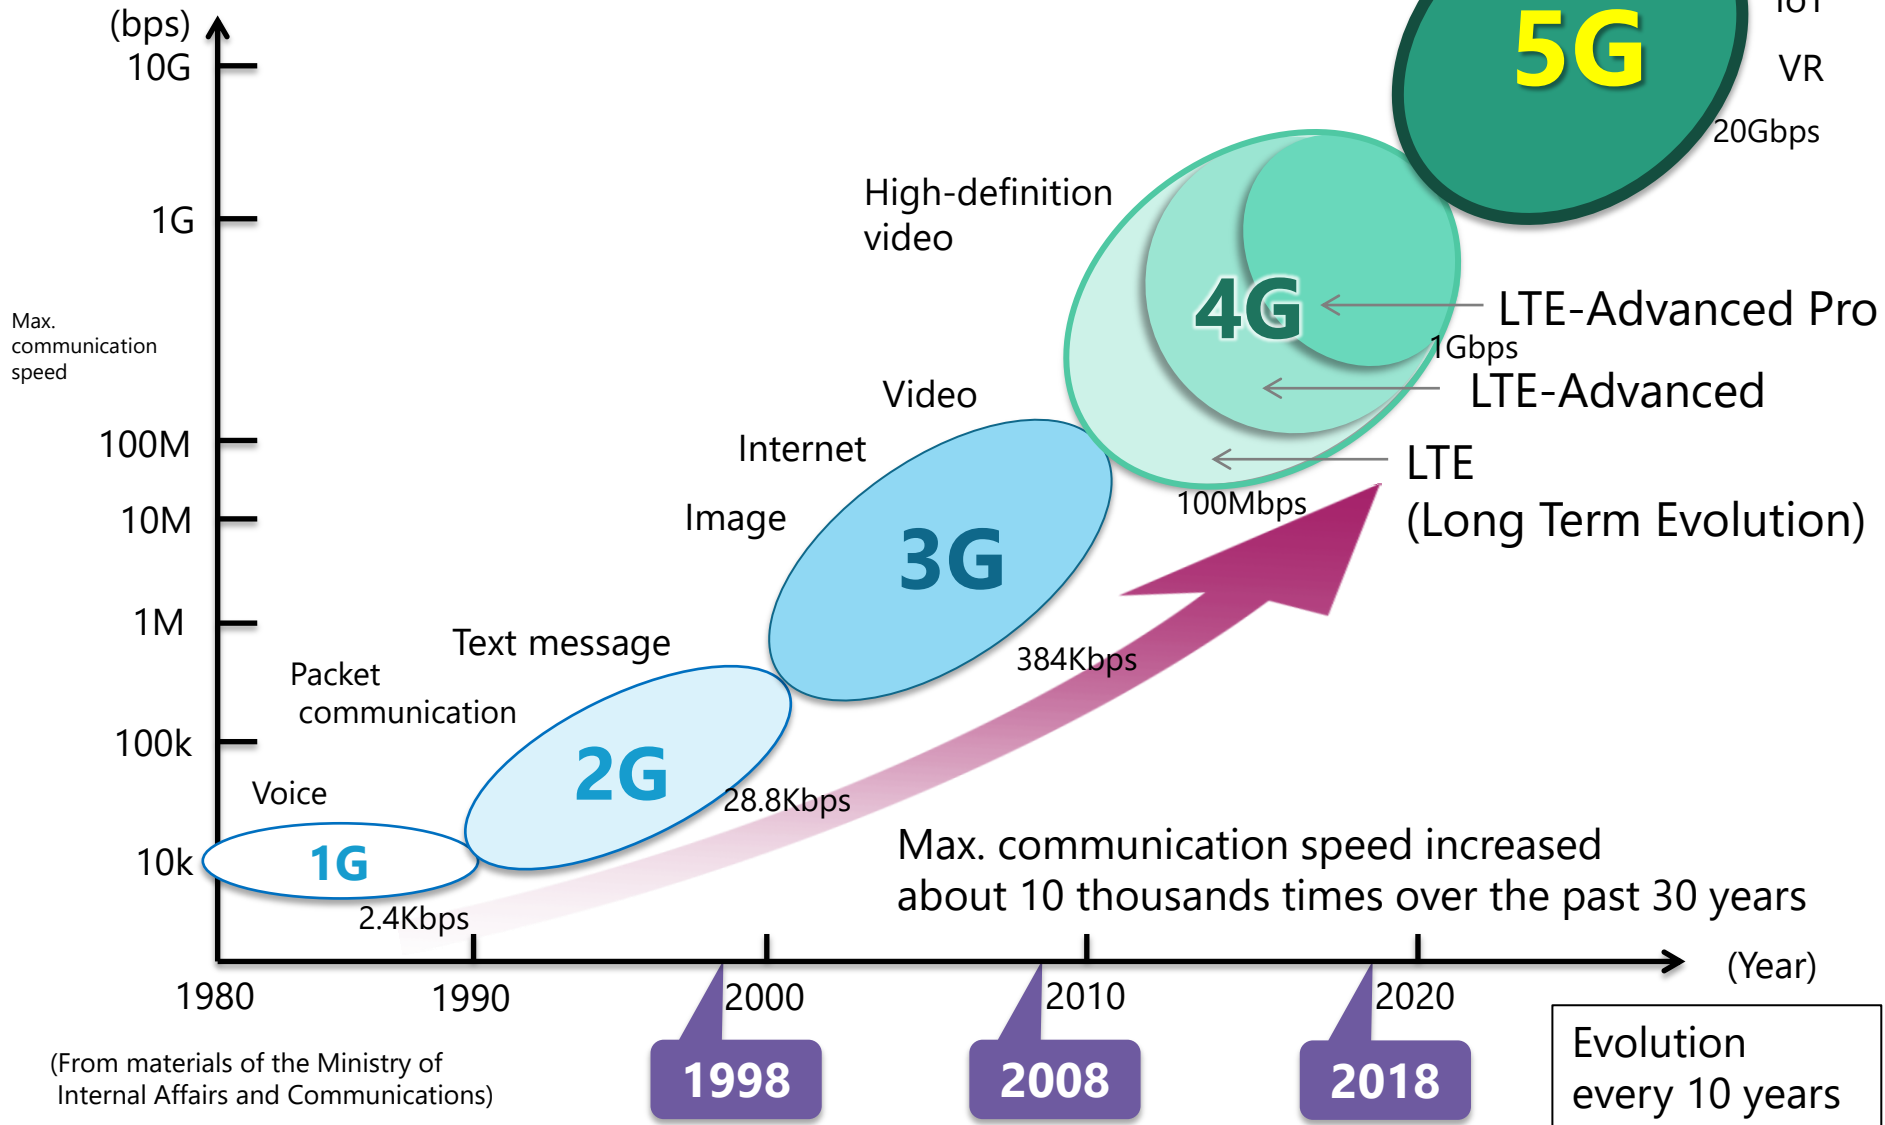 (bps)
10G
1G
Max.
communication
speed
100M
10M
1M
100k
10k
5G
IoT
VR
20Gbps
High-definition
video
4G
LTE-Advanced Pro
1Gbps
LTE-Advanced
LTE
(Long Term Evolution)
100Mbps
Video
Internet
Image
3G
384Kbps
Text message
Packet
communication
2G
28.8Kbps
Voice
1G
2.4Kbps
Max. communication speed increased
about 10 thousands times over the past 30 years
(Year)
1980
1990
2000
2010
2020
1998
2008
2018
(From materials of the Ministry of
Internal Affairs and Communications)
Evolution
every 10 years